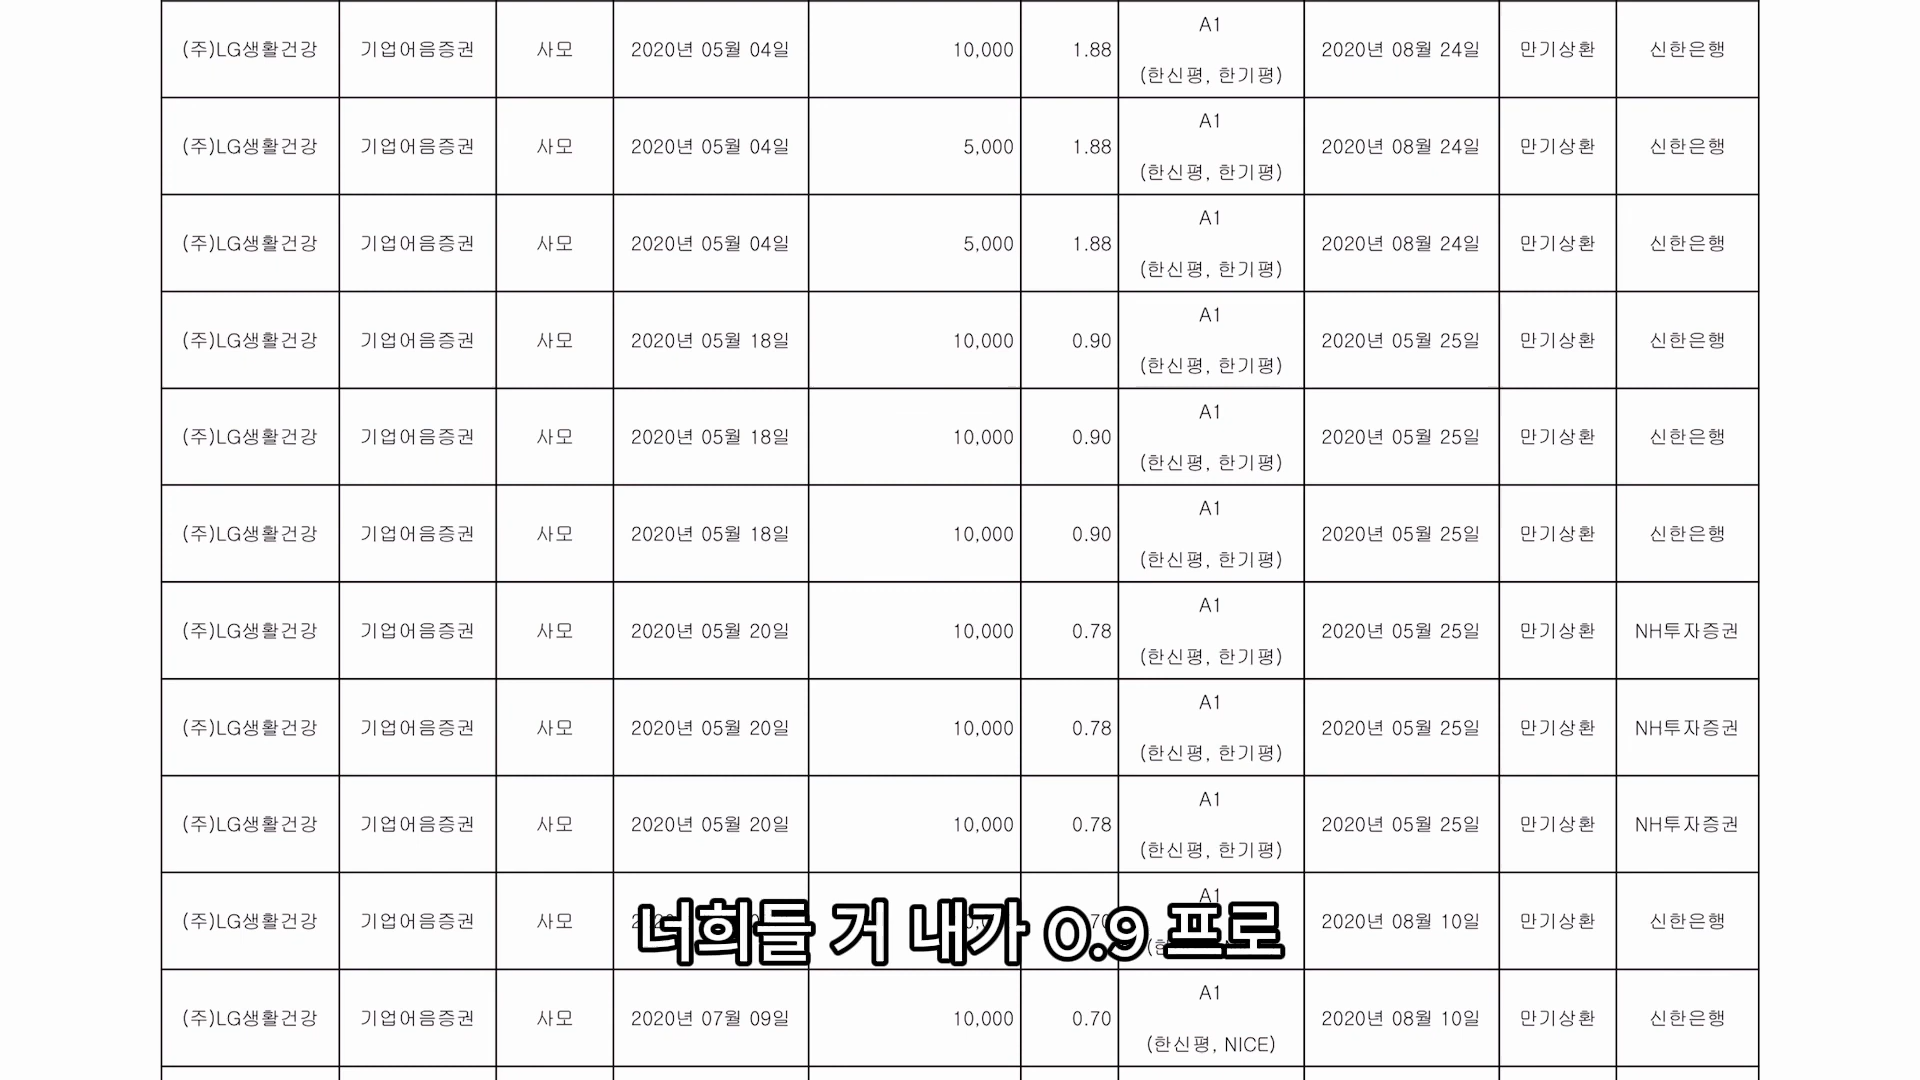 (주)LG생활건강 기업어음증권 사모 2020년 05월 04일 10,000 1.88 A1 (한신평, 한기평) 2020년 08월 24일 만기상환 신한은행
(주)LG생활건강 기업어음증권 사모 2020년 05월 04일 5,000 1.88 A1 (한신평, 한기평) 2020년 08월 24일 만기상환 신한은행
(주)LG생활건강 기업어음증권 사모 2020년 05월 04일 5,000 1.88 A1 (한신평, 한기평) 2020년 08월 24일 만기상환 신한은행
(주)LG생활건강 기업어음증권 사모 2020년 05월 18일 10,000 0.90 A1 (한신평, 한기평) 2020년 05월 25일 만기상환 신한은행
(주)LG생활건강 기업어음증권 사모 2020년 05월 18일 10,000 0.90 A1 (한신평, 한기평) 2020년 05월 25일 만기상환 신한은행
(주)LG생활건강 기업어음증권 사모 2020년 05월 18일 10,000 0.90 A1 (한신평, 한기평) 2020년 05월 25일 만기상환 신한은행
(주)LG생활건강 기업어음증권 사모 2020년 05월 20일 10,000 0.78 A1 (한신평, 한기평) 2020년 05월 25일 만기상환 NH투자증권
(주)LG생활건강 기업어음증권 사모 2020년 05월 20일 10,000 0.78 A1 (한신평, 한기평) 2020년 05월 25일 만기상환 NH투자증권
(주)LG생활건강 기업어음증권 사모 2020년 05월 20일 10,000 0.78 A1 (한신평, 한기평) 2020년 05월 25일 만기상환 NH투자증권
(주)LG생활건강 기업어음증권 사모 A1 2020년 08월 10일 만기상환 신한은행
너희들 거 내가 0.9 프로
(주)LG생활건강 기업어음증권 사모 2020년 07월 09일 10,000 0.70 A1 (한신평, NICE) 2020년 08월 10일 만기상환 신한은행